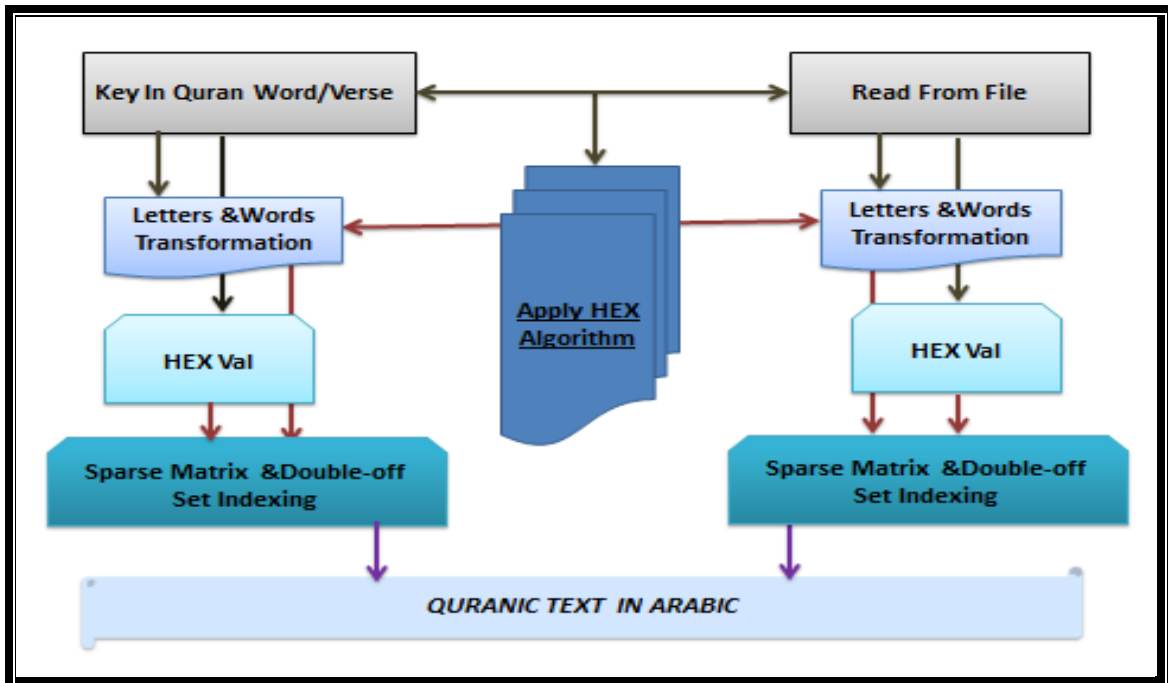 Key In Quran Word/Verse
Read From File
Letters &Words
Transformation
Letters &Words
Transformation
Apply HEX
Algorithm
HEX Val
HEX Val
Sparse Matrix &Double-off
Set Indexing
Sparse Matrix &Double-off
Set Indexing
QURANIC TEXT IN ARABIC